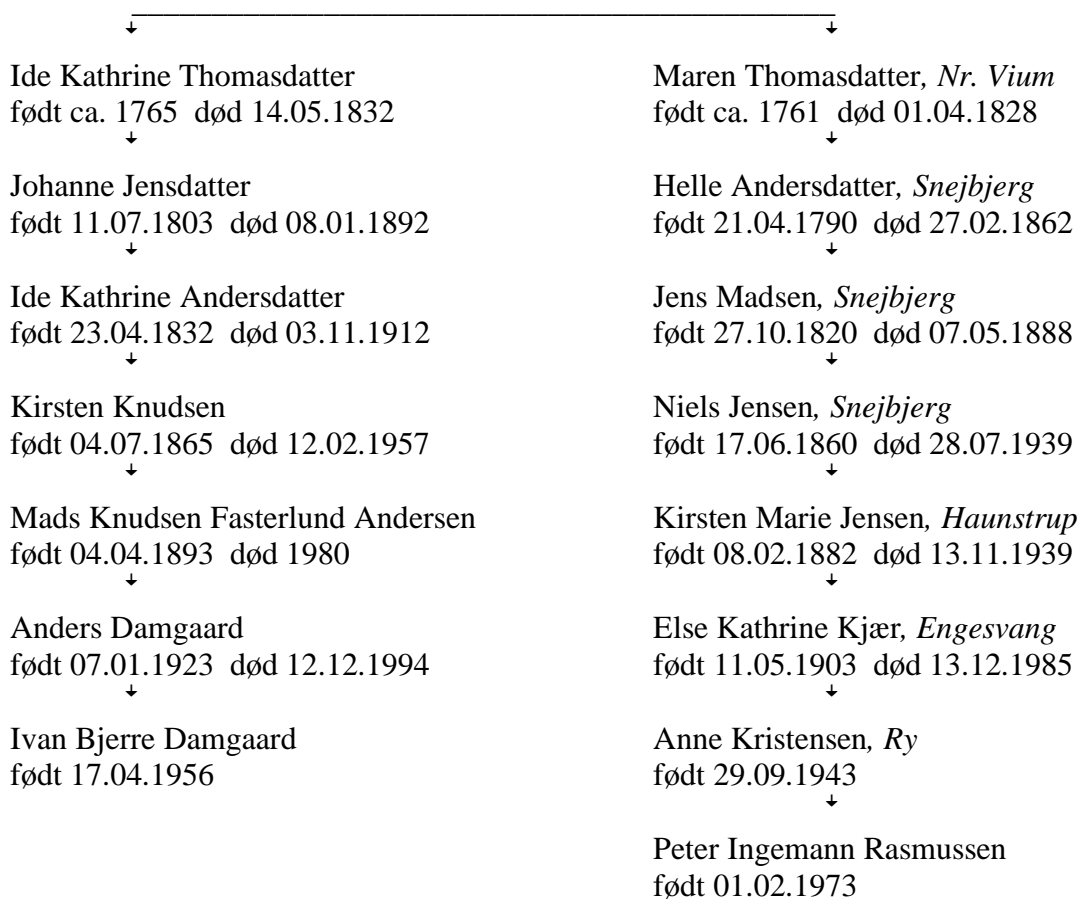 Ide Kathrine Thomasdatter
født ca. 1765  død 14.05.1832
Johanne Jensdatter
født 11.07.1803  død 08.01.1892
Ide Kathrine Andersdatter
født 23.04.1832  død 03.11.1912
Kirsten Knudsen
født 04.07.1865  død 12.02.1957
Mads Knudsen Fasterlund Andersen
født 04.04.1893  død 1980
Anders Damgaard
født 07.01.1923  død 12.12.1994
Ivan Bjerre Damgaard
født 17.04.1956
Maren Thomasdatter, Nr. Vium
født ca. 1761  død 01.04.1828
Helle Andersdatter, Snejbjerg
født 21.04.1790  død 27.02.1862
Jens Madsen, Snejbjerg
født 27.10.1820  død 07.05.1888
Niels Jensen, Snejbjerg
født 17.06.1860  død 28.07.1939
Kirsten Marie Jensen, Haunstrup
født 08.02.1882  død 13.11.1939
Else Kathrine Kjær, Engesvang
født 11.05.1903  død 13.12.1985
Anne Kristensen, Ry
født 29.09.1943
Peter Ingemann Rasmussen
født 01.02.1973